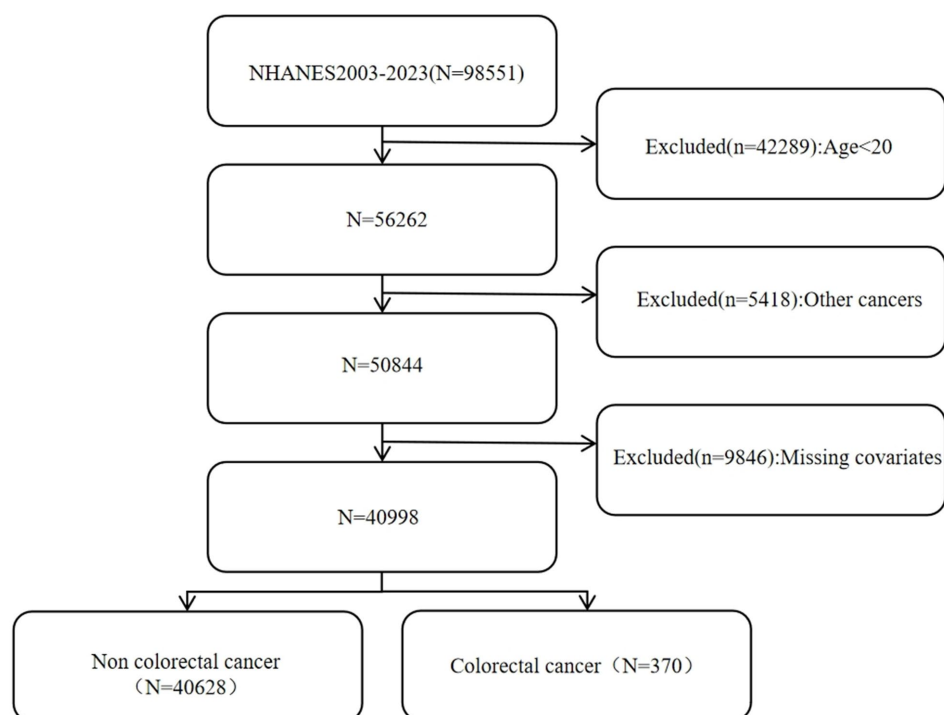 NHANES2003-2023(N=98551)
Excluded(n=42289):Age<20
N=56262
Excluded(n=5418):Other cancers
N=50844
Excluded(n=9846):Missing covariates
N=40998
Non colorectal cancer
（N=40628）
Colorectal cancer（N=370）